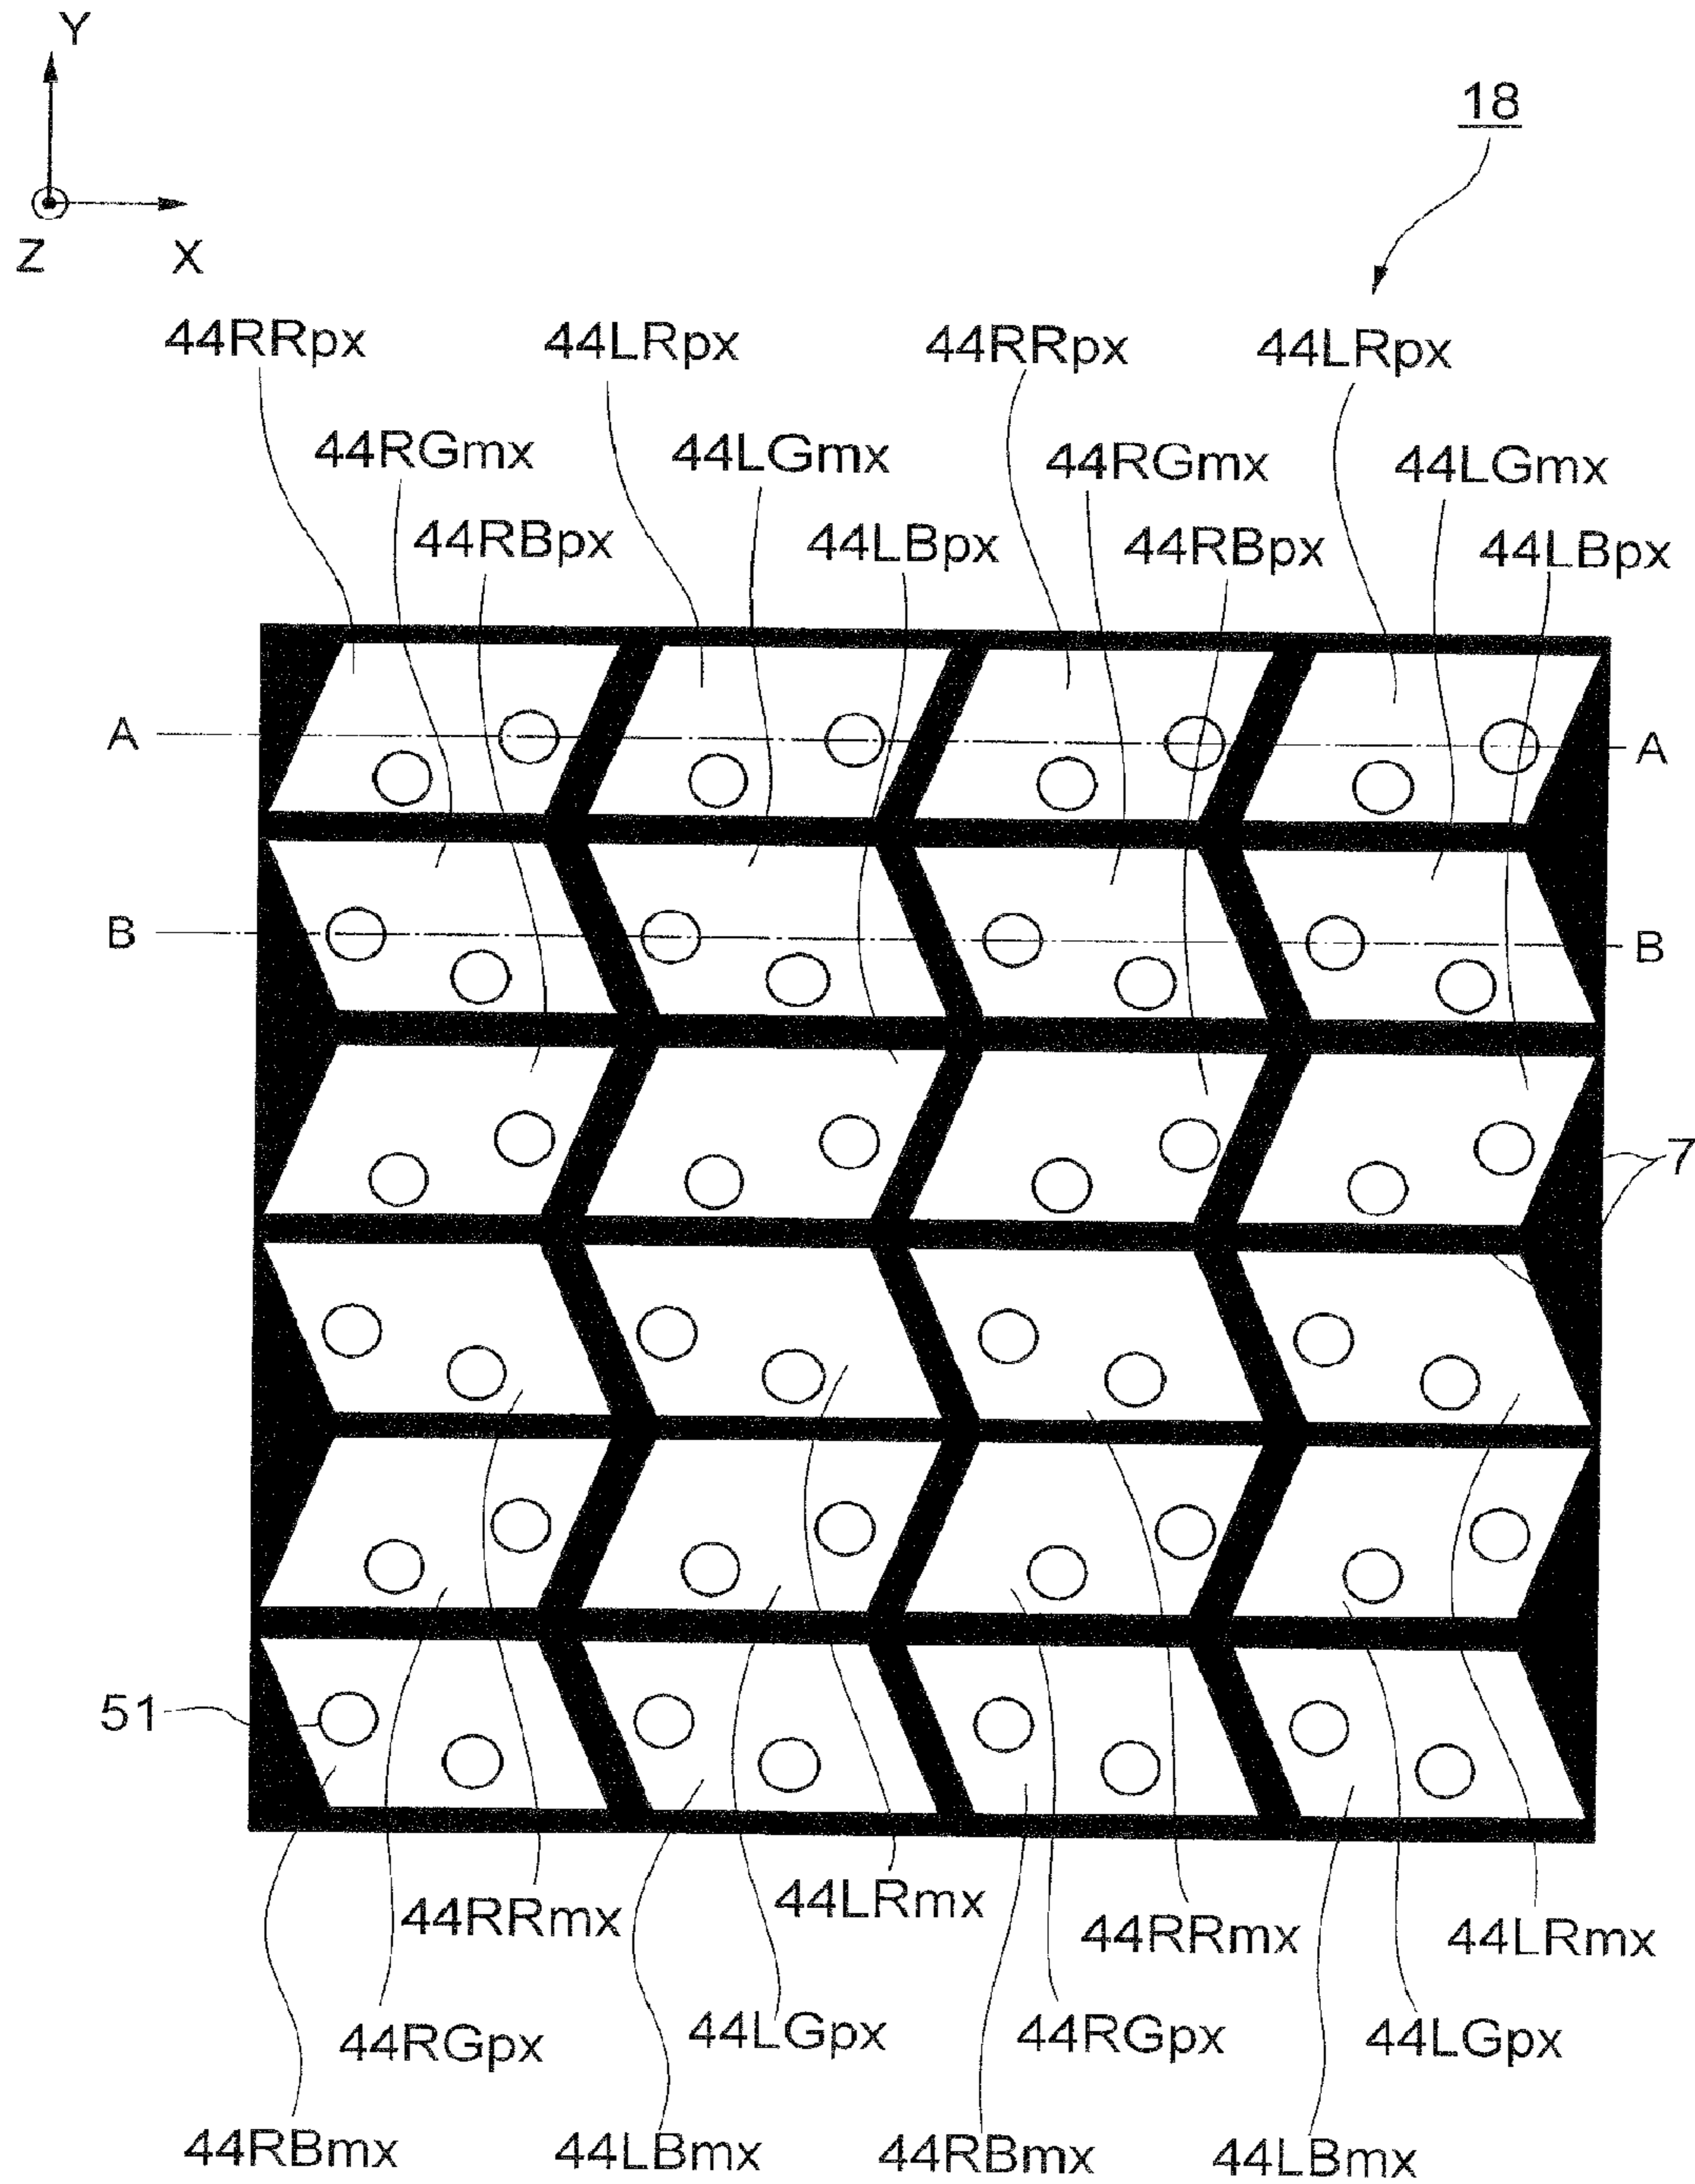 Y
18
Z X
44RRpx 44LRpx 44RRpx 44LRpx
44RGmx 44LGmx 44RGmx 44LGmx
44RBpx 44LBpx 44RBpx 44LBpx
A A
B B
7
51
44RRmx 44LRmx 44RRmx 44LRmx
44RGpx 44LGpx 44RGpx 44LGpx
44RBmx 44LBmx 44RBmx 44LBmx